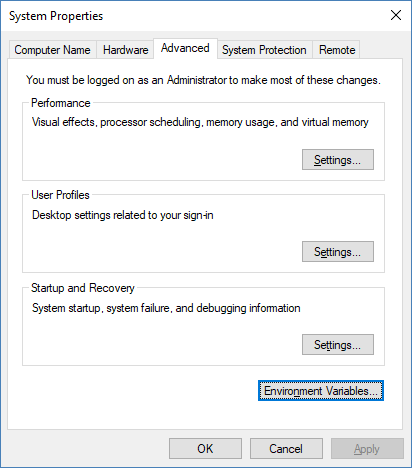 System Properties
Computer Name Hardware Advanced System Protection Remote
You must be logged on as an Administrator to make most of these changes.
Performance
Visual effects, processor scheduling, memory usage, and virtual memory
Settings...
User Profiles
Desktop settings related to your sign-in
Settings...
Startup and Recovery
System startup, system failure, and debugging information
Settings...
Environment Variables...
OK Cancel Apply